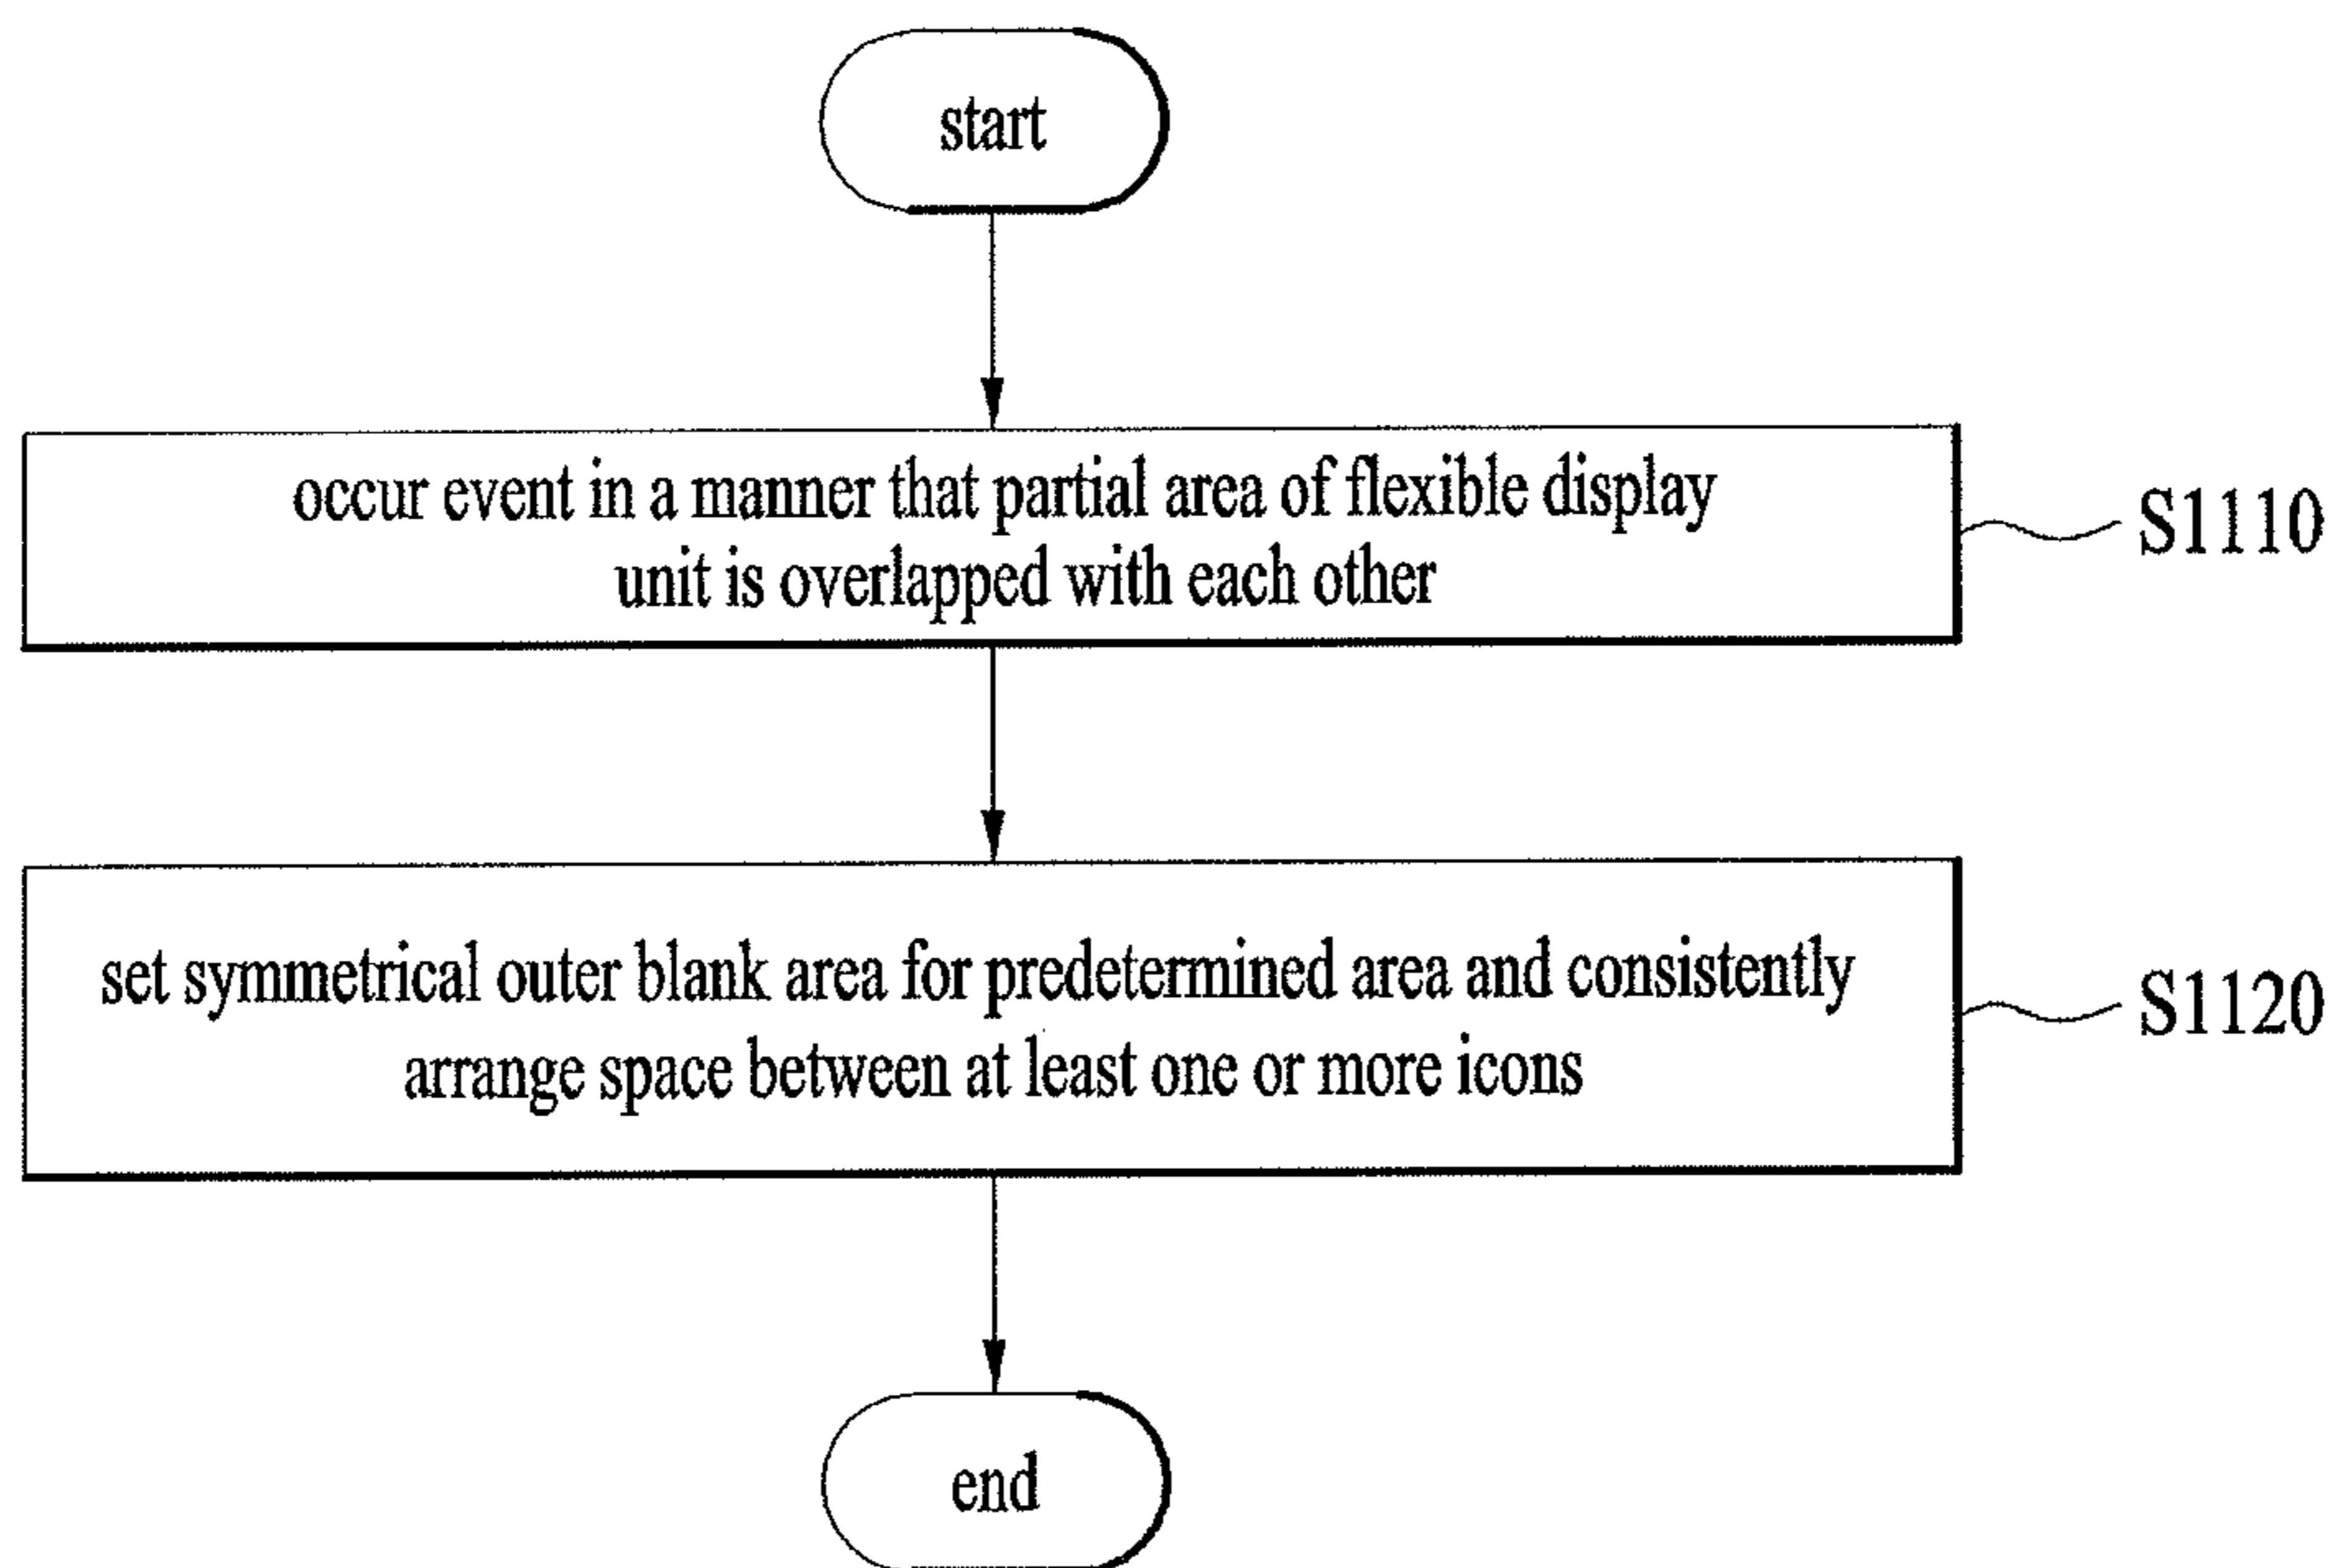 start
occur event in a manner that partial area of flexible display
unit is overlapped with each other
S1110
set symmetrical outer blank area for predetermined area and consistently
arrange space between at least one or more icons
S1120
end